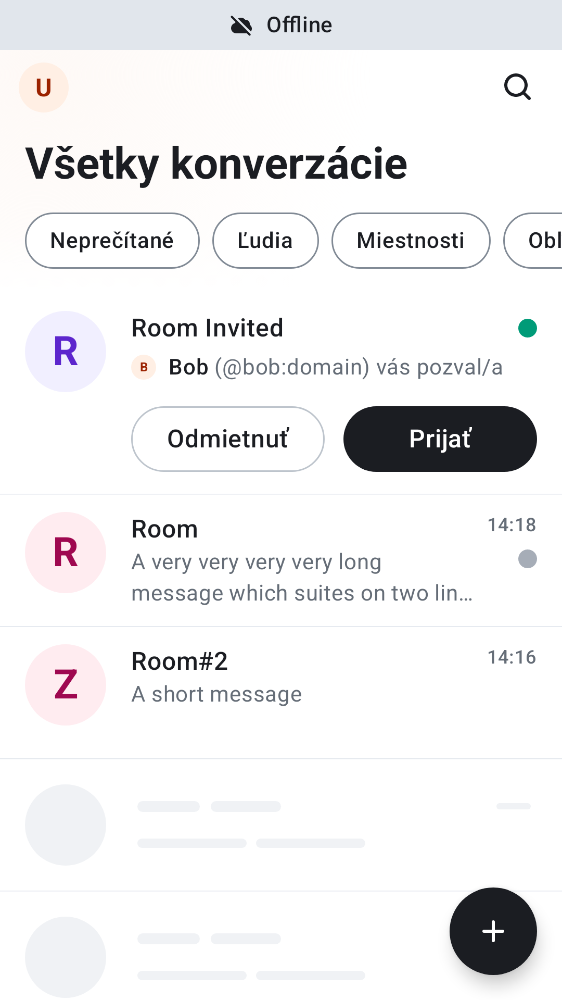 Offline
U
Všetky konverzácie
Neprečítané Ľudia Miestnosti Obl
R
Room Invited
B Bob (@bob:domain) vás pozval/a
Odmietnuť Prijať
R
Room 14:18
A very very very very long
message which suites on two lin…
Z
Room#2 14:16
A short message